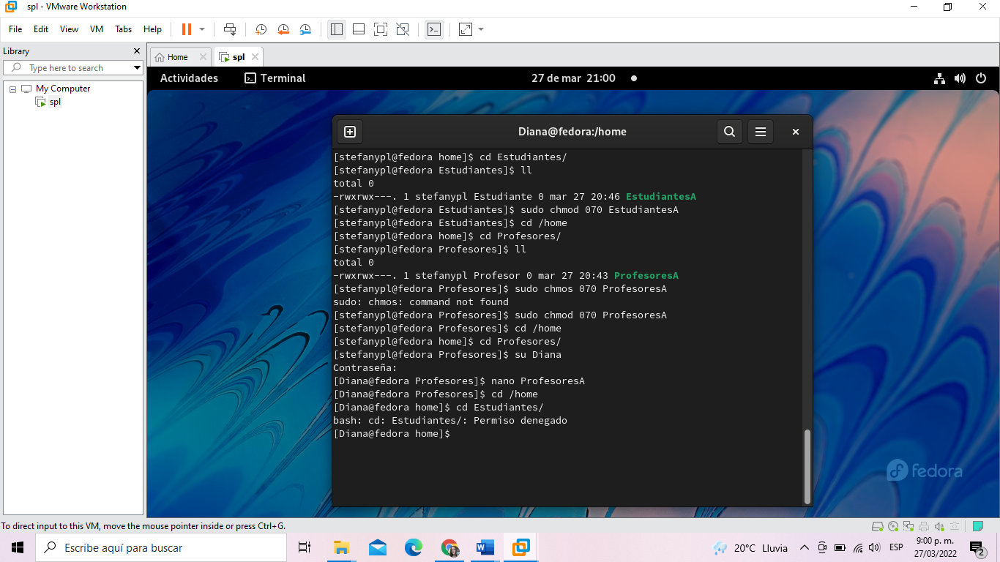 spl - VMware Workstation
File Edit View VM Tabs Help
Library
Type here to search
My Computer
spl
Home spl
Actividades Terminal 27 de mar 21:00
Diana@fedora:/home
[stefanypl@fedora home]$ cd Estudiantes/
[stefanypl@fedora Estudiantes]$ ll
total 0
-rwxrwx---. 1 stefanypl Estudiante 0 mar 27 20:46 EstudiantesA
[stefanypl@fedora Estudiantes]$ sudo chmod 070 EstudiantesA
[stefanypl@fedora Estudiantes]$ cd /home
[stefanypl@fedora home]$ cd Profesores/
[stefanypl@fedora Profesores]$ ll
total 0
-rwxrwx---. 1 stefanypl Profesor 0 mar 27 20:43 ProfesoresA
[stefanypl@fedora Profesores]$ sudo chmos 070 ProfesoresA
sudo: chmos: command not found
[stefanypl@fedora Profesores]$ sudo chmod 070 ProfesoresA
[stefanypl@fedora Profesores]$ cd /home
[stefanypl@fedora home]$ cd Profesores/
[stefanypl@fedora Profesores]$ su Diana
Contraseña:
[Diana@fedora Profesores]$ nano ProfesoresA
[Diana@fedora Profesores]$ cd /home
[Diana@fedora home]$ cd Estudiantes/
bash: cd: Estudiantes/: Permiso denegado
[Diana@fedora home]$
fedora
To direct input to this VM, move the mouse pointer inside or press Ctrl+G.
Escribe aquí para buscar
20°C Lluvia
ESP
9:00 p. m.
27/03/2022
2